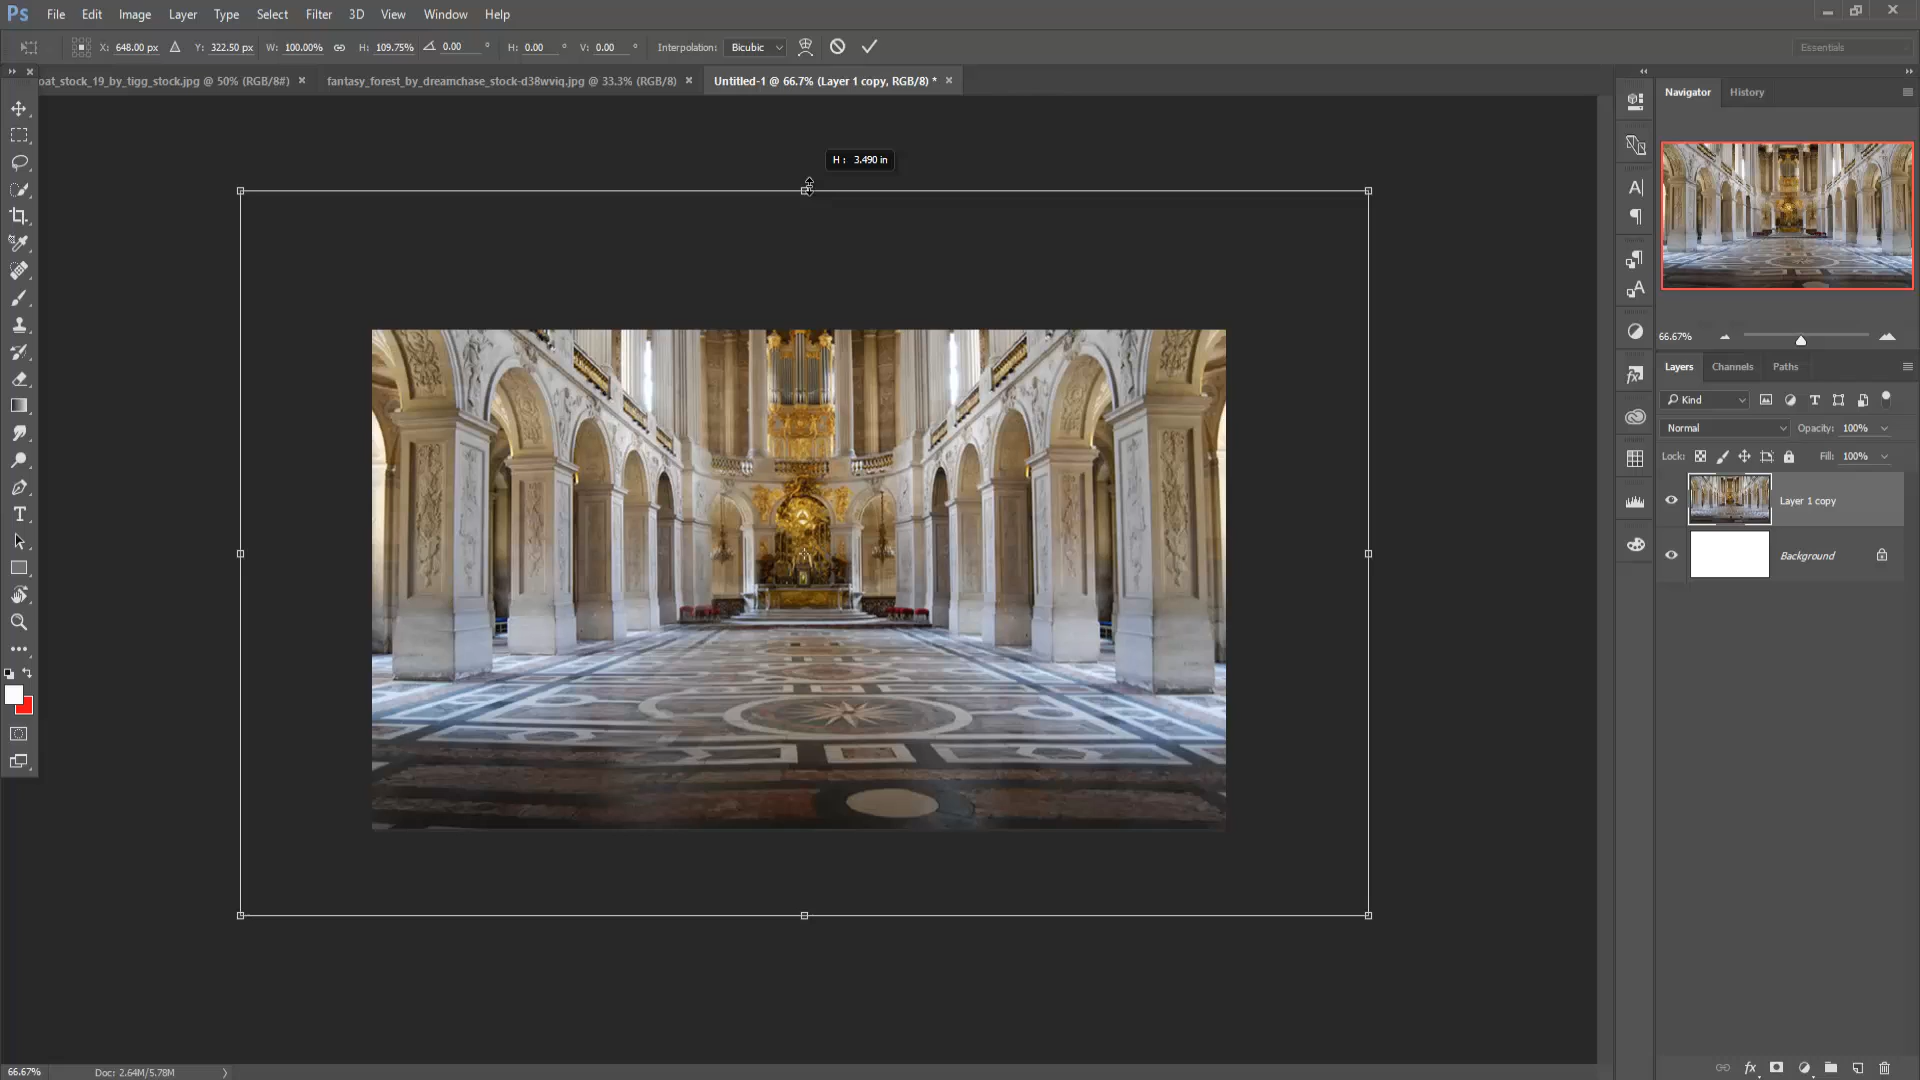 Ps File Edit Image Layer Type Select Filter 3D View Window Help
X: 648.00 px Y: 322.50 px W: 100.00% H: 109.75% 0.00 ° H: 0.00 ° V: 0.00 ° Interpolation: Bicubic Essentials
oat_stock_19_by_tigg_stock.jpg @ 50% (RGB/8#) × fantasy_forest_by_dreamchase_stock-d38wviq.jpg @ 33.3% (RGB/8) × Untitled-1 @ 66.7% (Layer 1 copy, RGB/8) * ×
Navigator History
H : 3.490 in
66.67%
Layers Channels Paths
Kind
Normal Opacity: 100%
Lock: Fill: 100%
Layer 1 copy
Background
66.67% Doc: 2.64M/5.78M